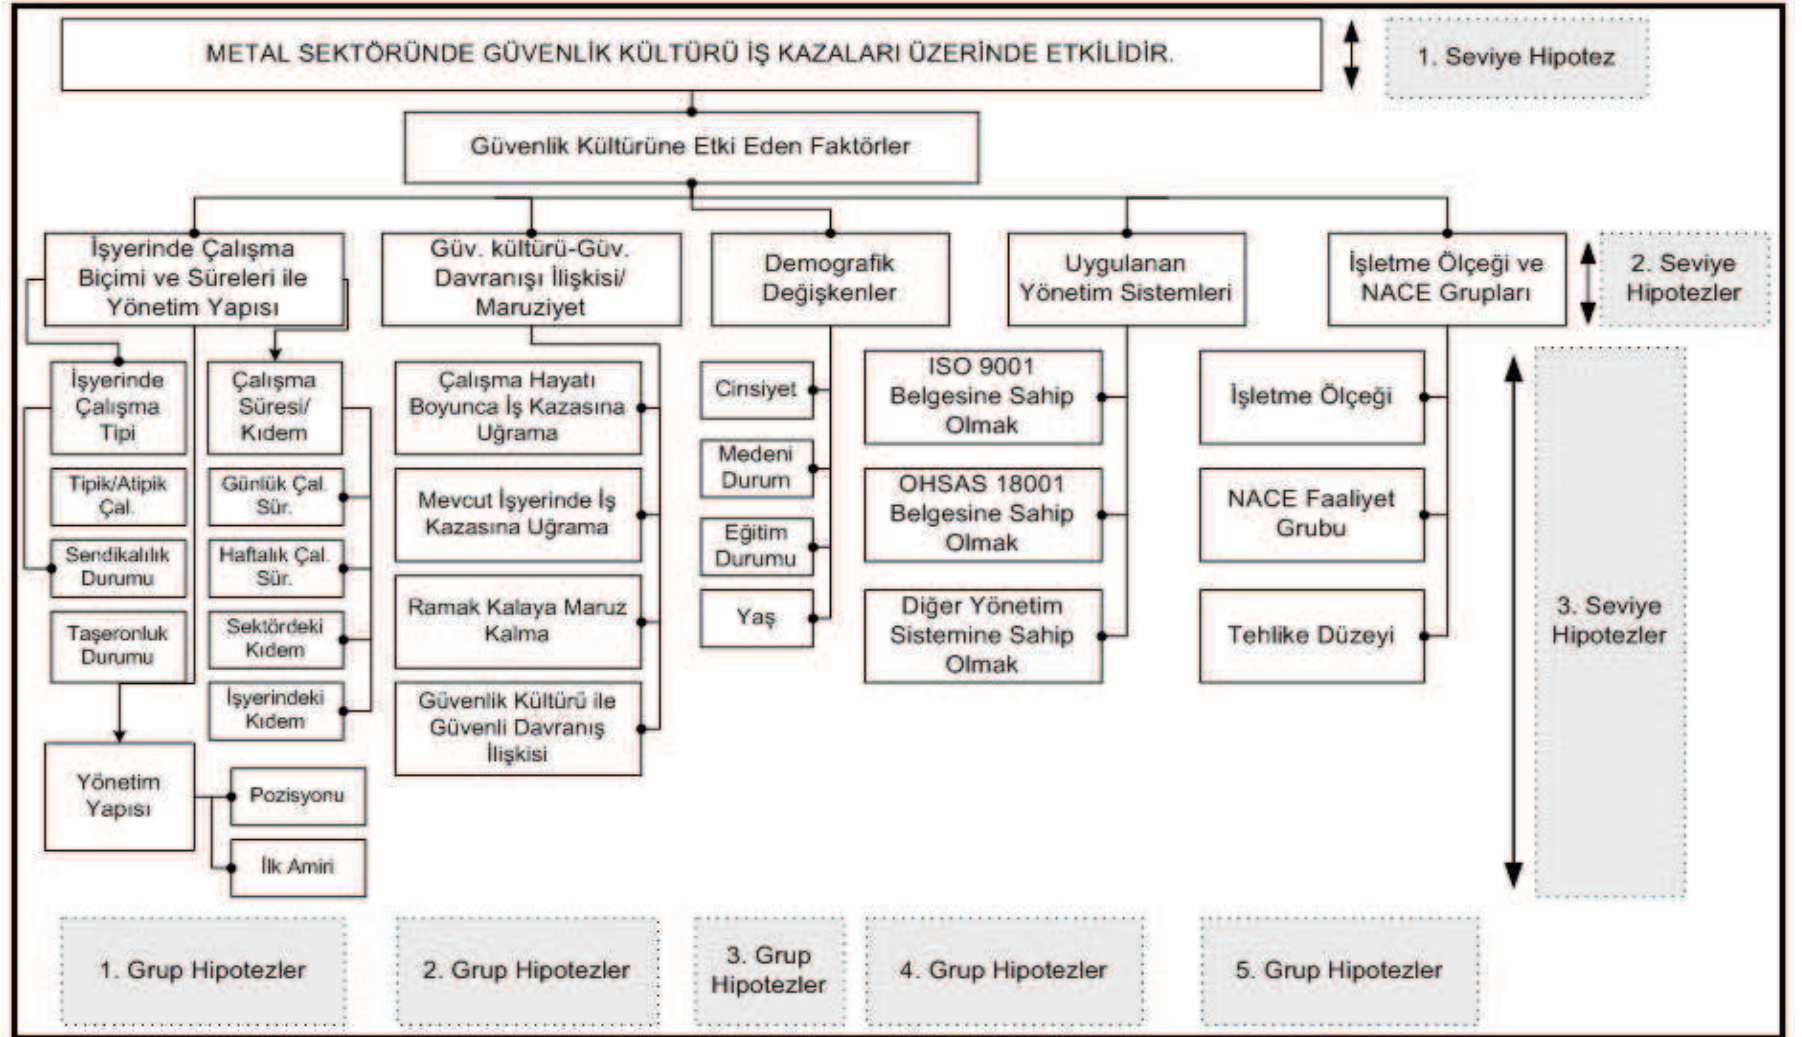 METAL SEKTÖRÜNDE GÜVENLİK KÜLTÜRÜ İŞ KAZALARI ÜZERİNDE ETKİLİDİR.
1. Seviye Hipotez
Güvenlik Kültürüne Etki Eden Faktörler
İşyerinde Çalışma
Biçimi ve Süreleri ile
Yönetim Yapısı
Güv. kültürü-Güv.
Davranışı İlişkisi/
Maruziyet
Demografik
Değişkenler
Uygulanan
Yönetim Sistemleri
İşletme Ölçeği ve
NACE Grupları
2. Seviye
Hipotezler
İşyerinde
Çalışma
Tipi
Tipik/Atipik
Çal.
Sendikalılık
Durumu
Taşeronluk
Durumu
Çalışma
Süresi/
Kıdem
Günlük Çal.
Sür.
Haftalık Çal.
Sür.
Sektördeki
Kıdem
İşyerindeki
Kıdem
Yönetim
Yapısı
Pozisyonu
İlk Amiri
Çalışma Hayatı
Boyunca İş Kazasına
Uğrama
Mevcut İşyerinde İş
Kazasına Uğrama
Ramak Kalaya Maruz
Kalma
Güvenlik Kültürü ile
Güvenli Davranış
İlişkisi
Cinsiyet
Medeni
Durum
Eğitim
Durumu
Yaş
ISO 9001
Belgesine Sahip
Olmak
OHSAS 18001
Belgesine Sahip
Olmak
Diğer Yönetim
Sistemine Sahip
Olmak
İşletme Ölçeği
NACE Faaliyet
Grubu
Tehlike Düzeyi
3. Seviye
Hipotezler
1. Grup Hipotezler
2. Grup Hipotezler
3. Grup
Hipotezler
4. Grup Hipotezler
5. Grup Hipotezler